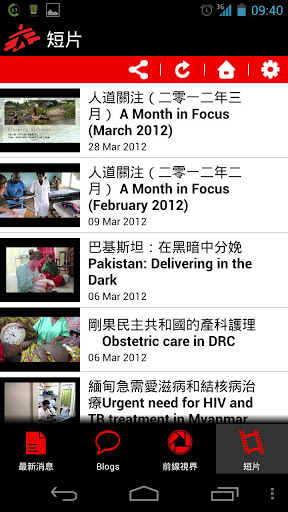 3G 09:40
短片
人道關注（二零一二年三
月） A Month in Focus
(March 2012)
28 Mar 2012
人道關注（二零一二年二
月） A Month in Focus
(February 2012)
09 Mar 2012
巴基斯坦：在黑暗中分娩
Pakistan: Delivering in the
Dark
06 Mar 2012
剛果民主共和國的產科護理
Obstetric care in DRC
06 Mar 2012
緬甸急需愛滋病和結核病治
療Urgent need for HIV and
TB treatment in Myanmar
最新消息 Blogs 前線視界 短片